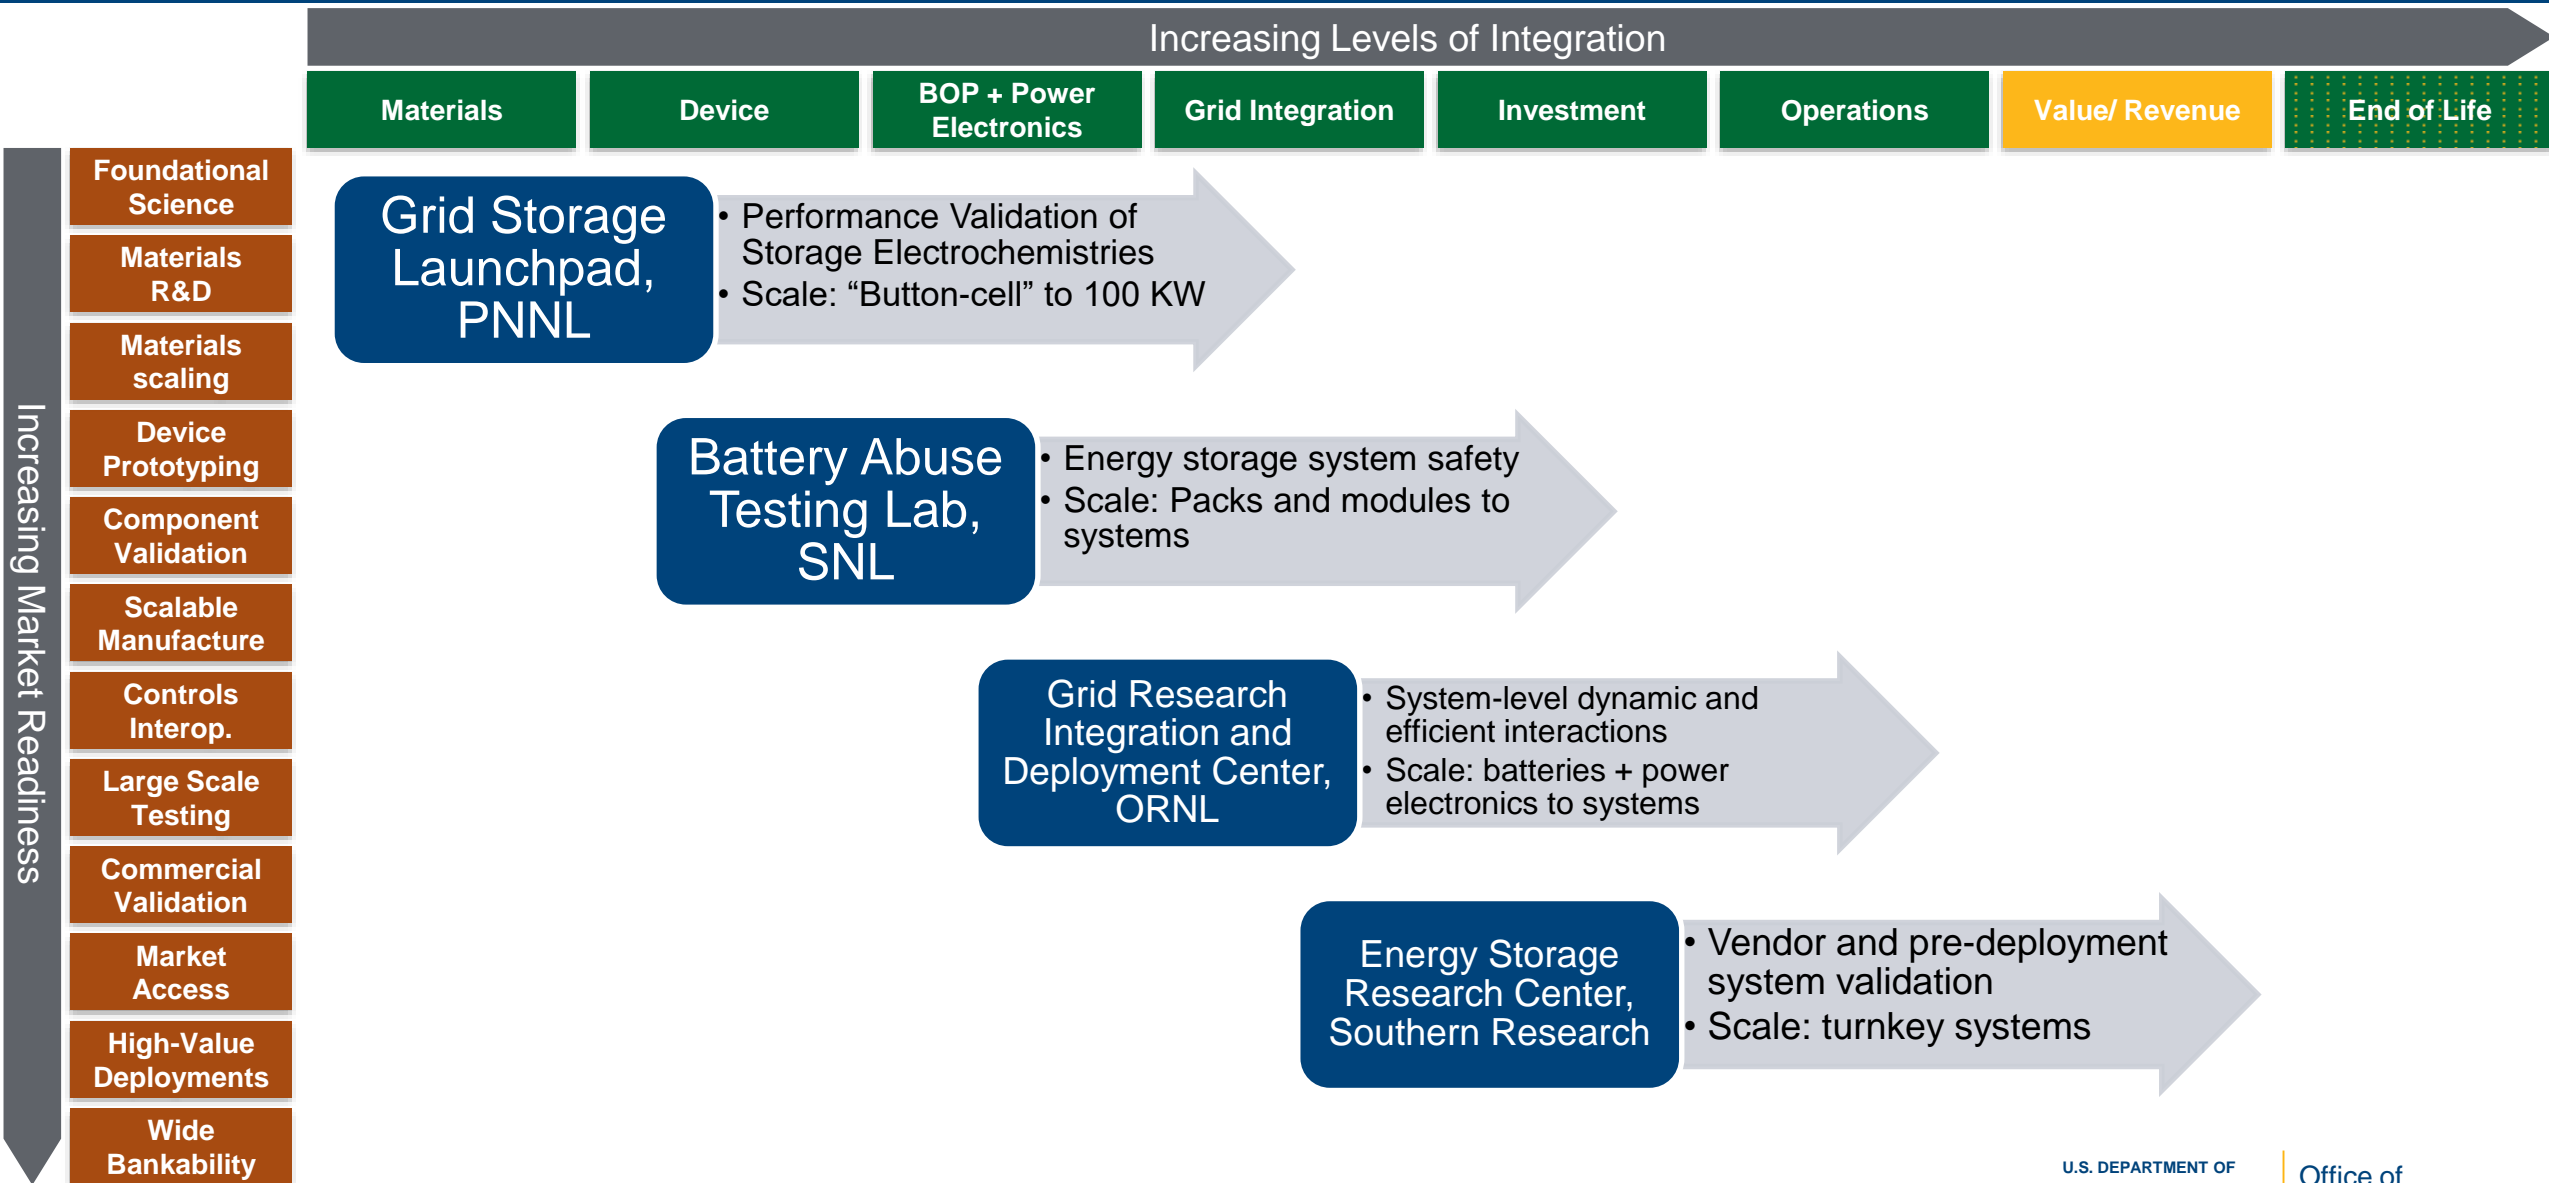 Increasing Levels of Integration
Materials
Device
BOP + Power
Electronics
Grid Integration
Investment
Operations
Value/ Revenue
End of Life
Increasing Market Readiness
Foundational
Science
Materials
R&D
Materials
scaling
Device
Prototyping
Component
Validation
Scalable
Manufacture
Controls
Interop.
Large Scale
Testing
Commercial
Validation
Market
Access
High-Value
Deployments
Wide
Bankability
Grid Storage
Launchpad,
PNNL
• Performance Validation of
Storage Electrochemistries
• Scale: “Button-cell” to 100 KW
Battery Abuse
Testing Lab,
SNL
• Energy storage system safety
• Scale: Packs and modules to
systems
Grid Research
Integration and
Deployment Center,
ORNL
• System-level dynamic and
efficient interactions
• Scale: batteries + power
electronics to systems
Energy Storage
Research Center,
Southern Research
• Vendor and pre-deployment
system validation
• Scale: turnkey systems
U.S. DEPARTMENT OF
Office of